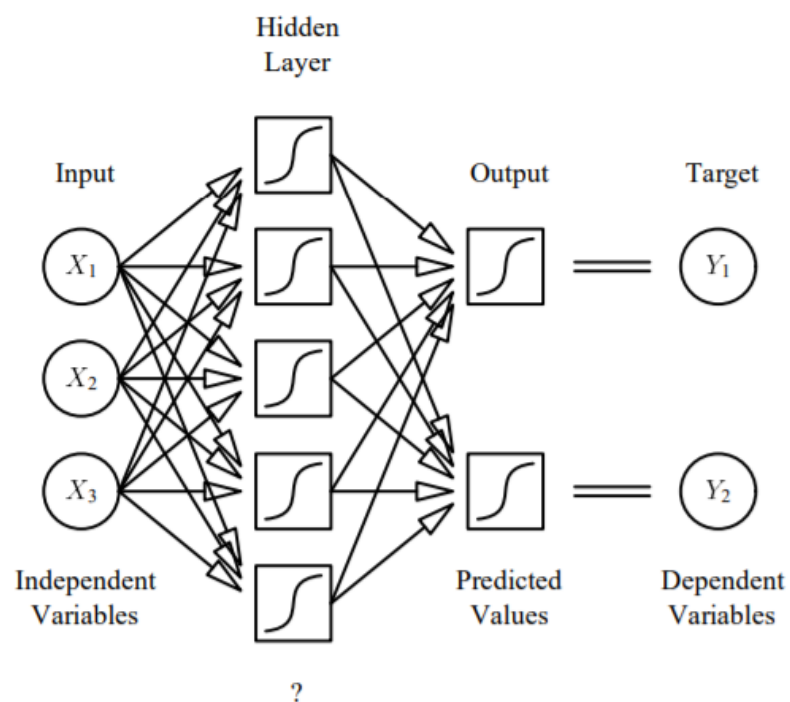 Hidden
Layer
Input
Output
Target
X1
Y1
X2
X3
Y2
Independent
Variables
Predicted
Values
Dependent
Variables
?